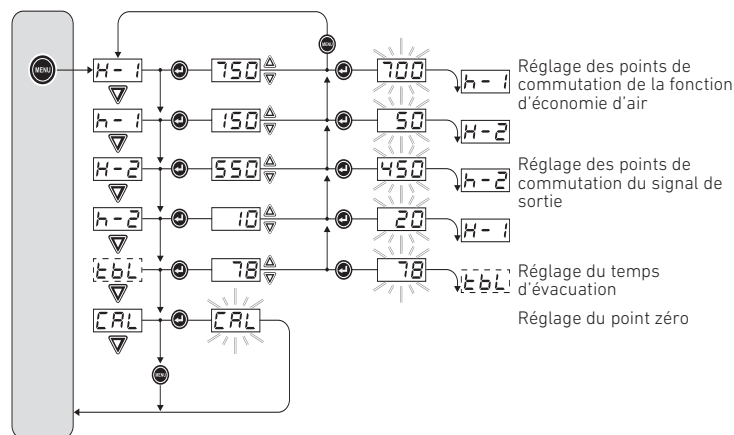 MENU
MENU H-1 750 700 h-1 Réglage des points de
commutation de la fonction
d'économie d'air
h-1 150 50 H-2
H-2 550 450 h-2 Réglage des points de
commutation du signal de
sortie
h-2 10 20 H-1
tbL 78 78 tbL Réglage du temps
d'évacuation
CAL CAL Réglage du point zéro
MENU